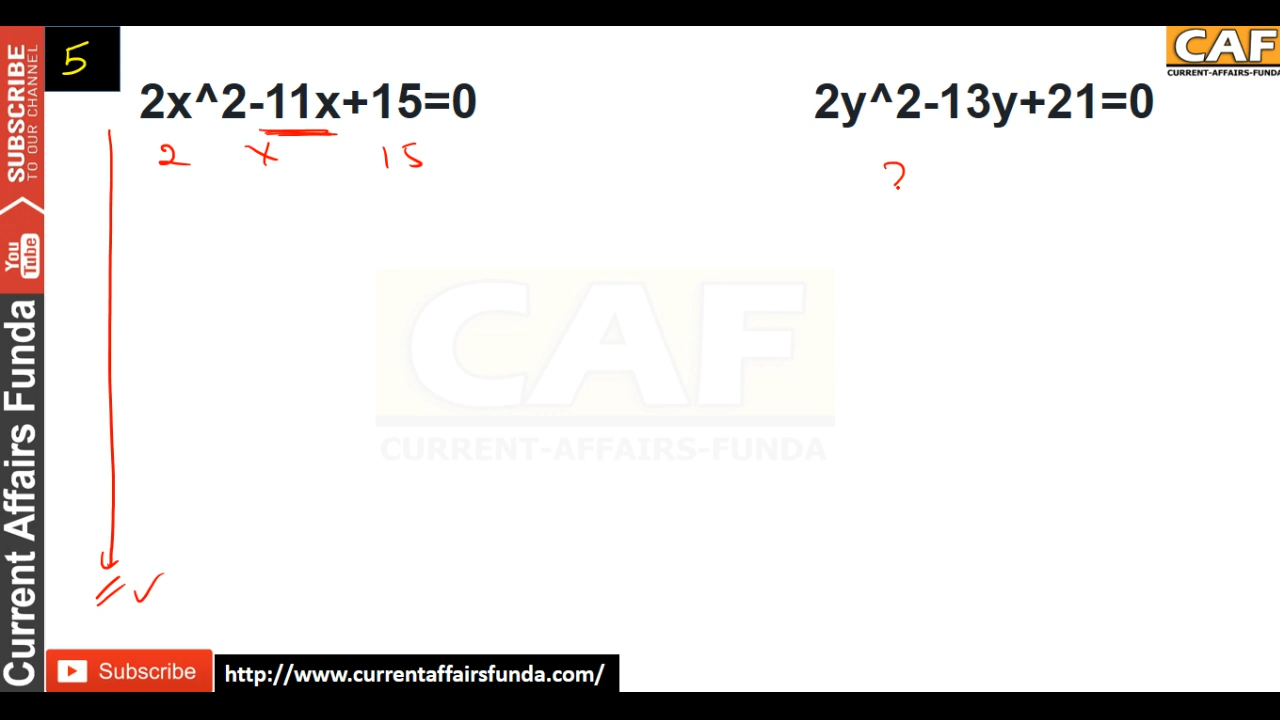 CAF
CURRENT-AFFAIRS-FUNDA
5
2x^2-11x+15=0
2y^2-13y+21=0
2 x 15
?
SUBSCRIBE
TO OUR CHANNEL
You
Tube
Current Affairs Funda
CAF
CURRENT-AFFAIRS-FUNDA
Subscribe
http://www.currentaffairsfunda.com/